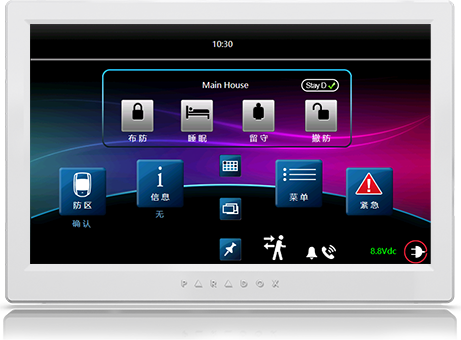 10:30
Main House
Stay D
布防 睡眠 留守 撤防
防区 信息 菜单 紧急
确认 无
8.8Vdc
PARADOX